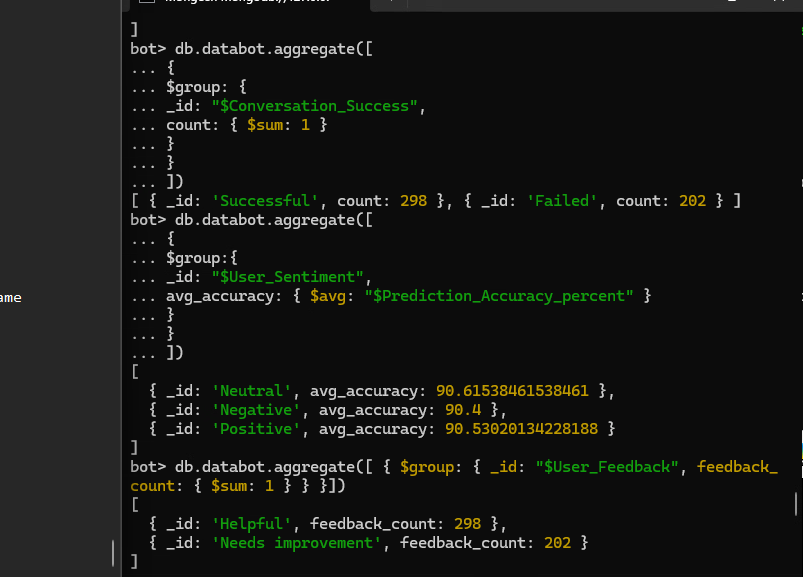 ]
bot> db.databot.aggregate([
... {
... $group: {
... _id: "$Conversation_Success",
... count: { $sum: 1 }
... }
... }
... ])
[ { _id: 'Successful', count: 298 }, { _id: 'Failed', count: 202 } ]
bot> db.databot.aggregate([
... {
... $group:{
... _id: "$User_Sentiment",
ame
... avg_accuracy: { $avg: "$Prediction_Accuracy_percent" }
... }
... }
... ])
[
  { _id: 'Neutral', avg_accuracy: 90.61538461538461 },
  { _id: 'Negative', avg_accuracy: 90.4 },
  { _id: 'Positive', avg_accuracy: 90.53020134228188 }
]
bot> db.databot.aggregate([ { $group: { _id: "$User_Feedback", feedback_
count: { $sum: 1 } } }])
[
  { _id: 'Helpful', feedback_count: 298 },
  { _id: 'Needs improvement', feedback_count: 202 }
]